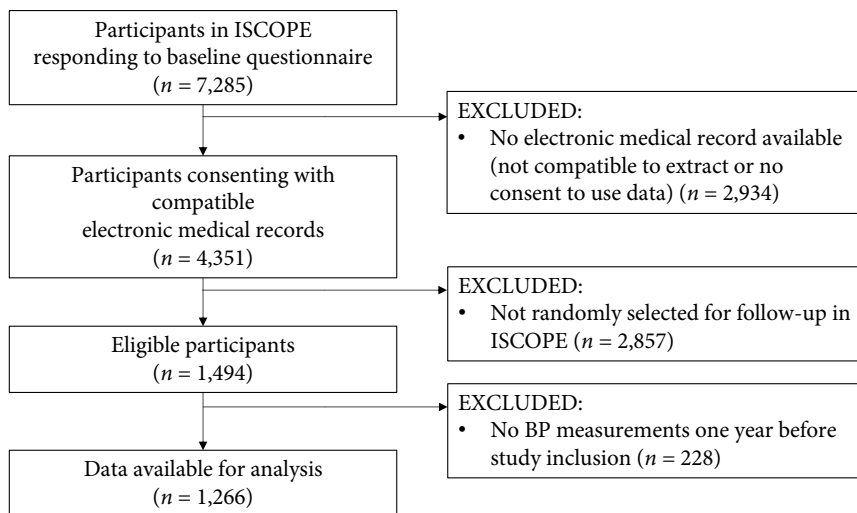 Participants in ISCOPE
responding to baseline questionnaire
(n = 7,285)
EXCLUDED:
• No electronic medical record available
(not compatible to extract or no
consent to use data) (n = 2,934)
Participants consenting with
compatible
electronic medical records
(n = 4,351)
EXCLUDED:
• Not randomly selected for follow-up in
ISCOPE (n = 2,857)
Eligible participants
(n = 1,494)
EXCLUDED:
• No BP measurements one year before
study inclusion (n = 228)
Data available for analysis
(n = 1,266)